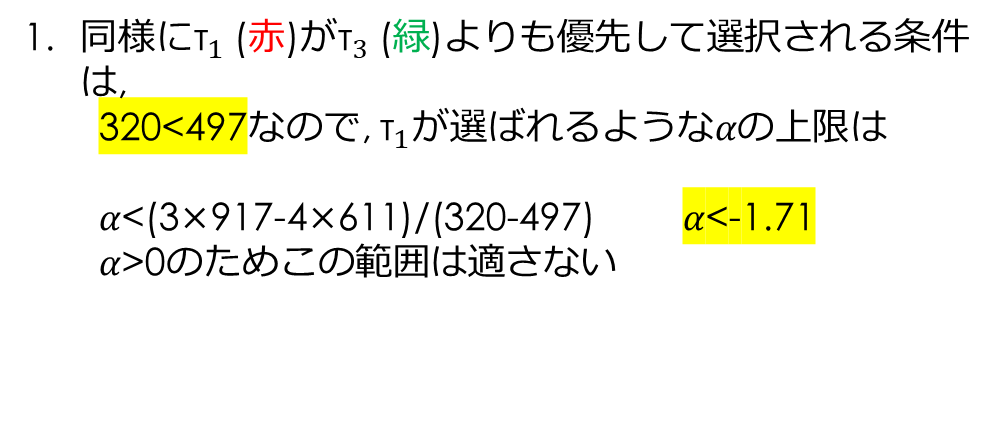 1. 同様にτ₁ (赤)がτ₃ (緑)よりも優先して選択される条件
は,
320<497なので, τ₁が選ばれるような𝛼の上限は
𝛼<(3×917-4×611)/(320-497) 𝛼<-1.71
𝛼>0のためこの範囲は適さない